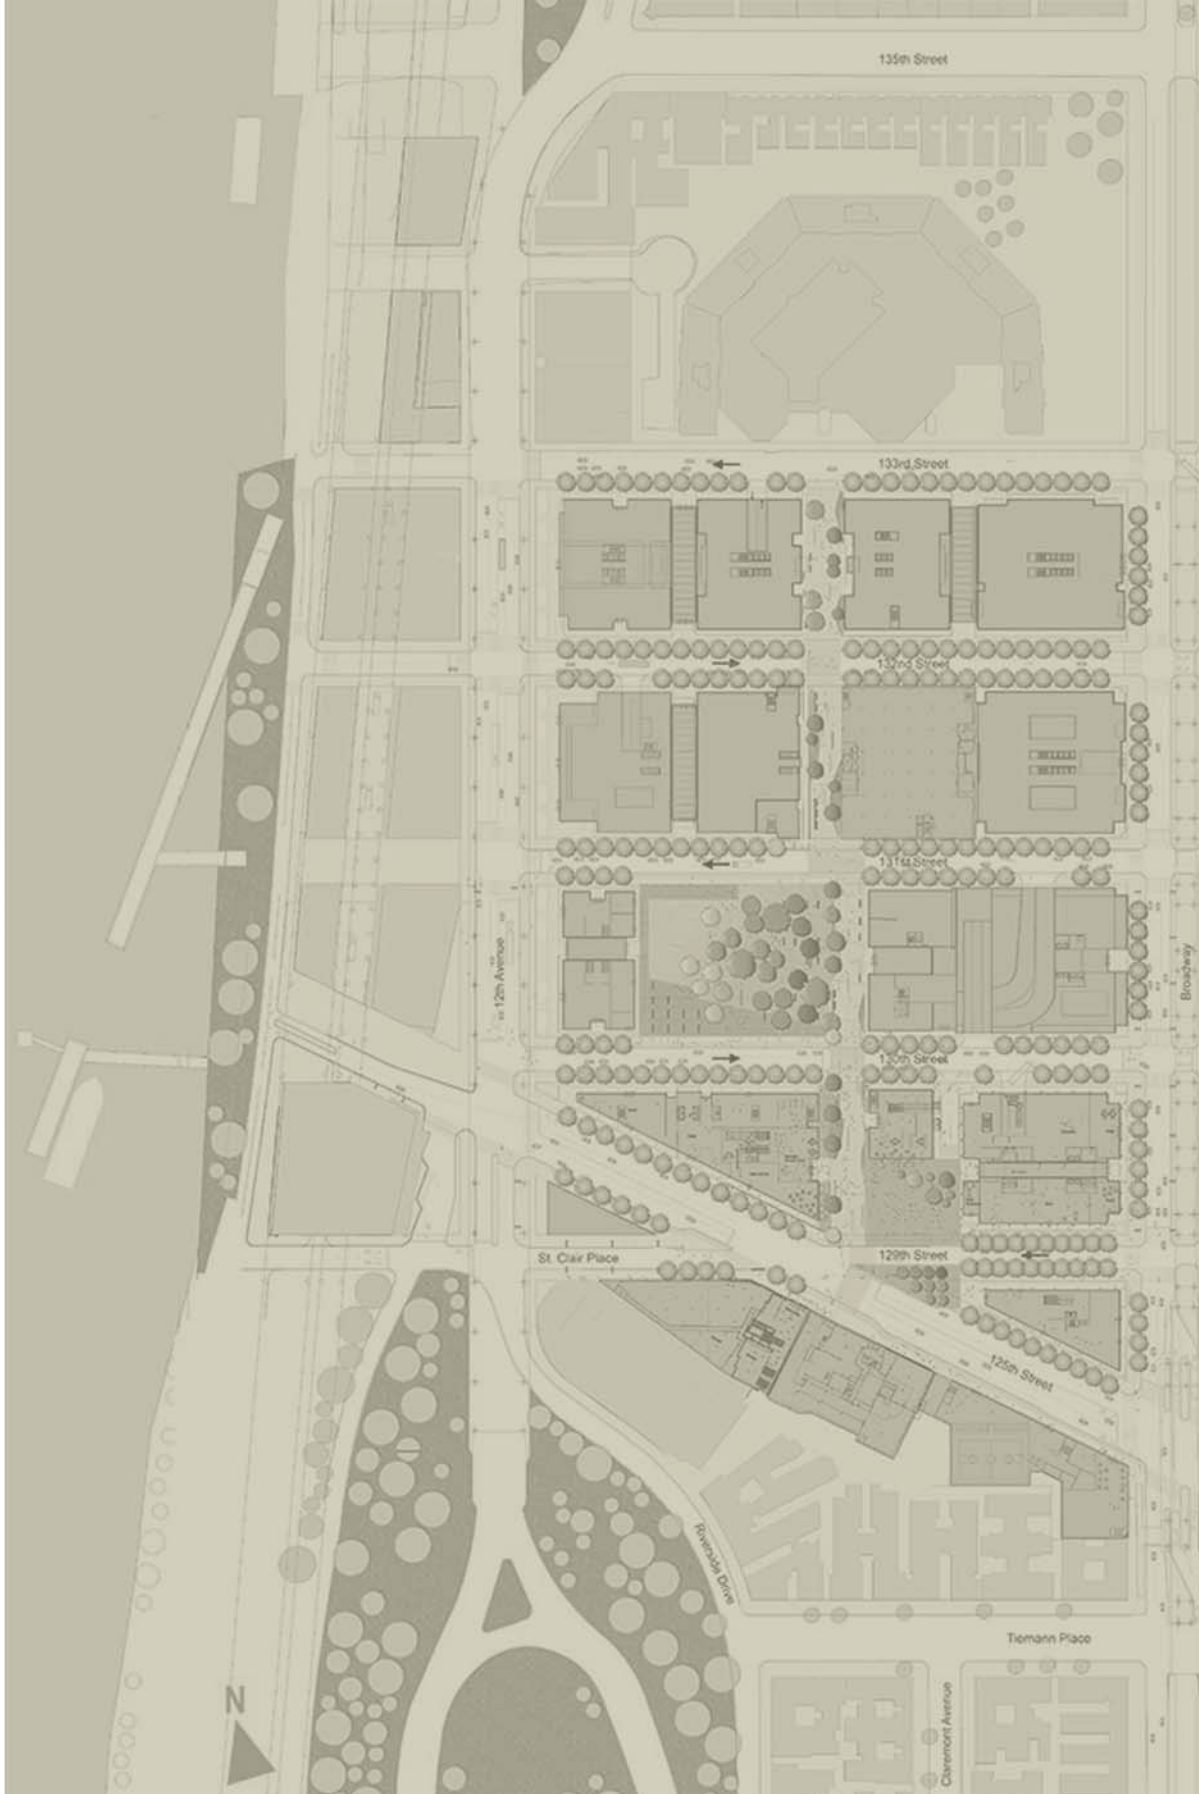 135th Street
133rd Street
132nd Street
131st Street
12th Avenue
Broadway
130th Street
129th Street
St. Clair Place
125th Street
Riverside Drive
Tiemann Place
Claremont Avenue
N